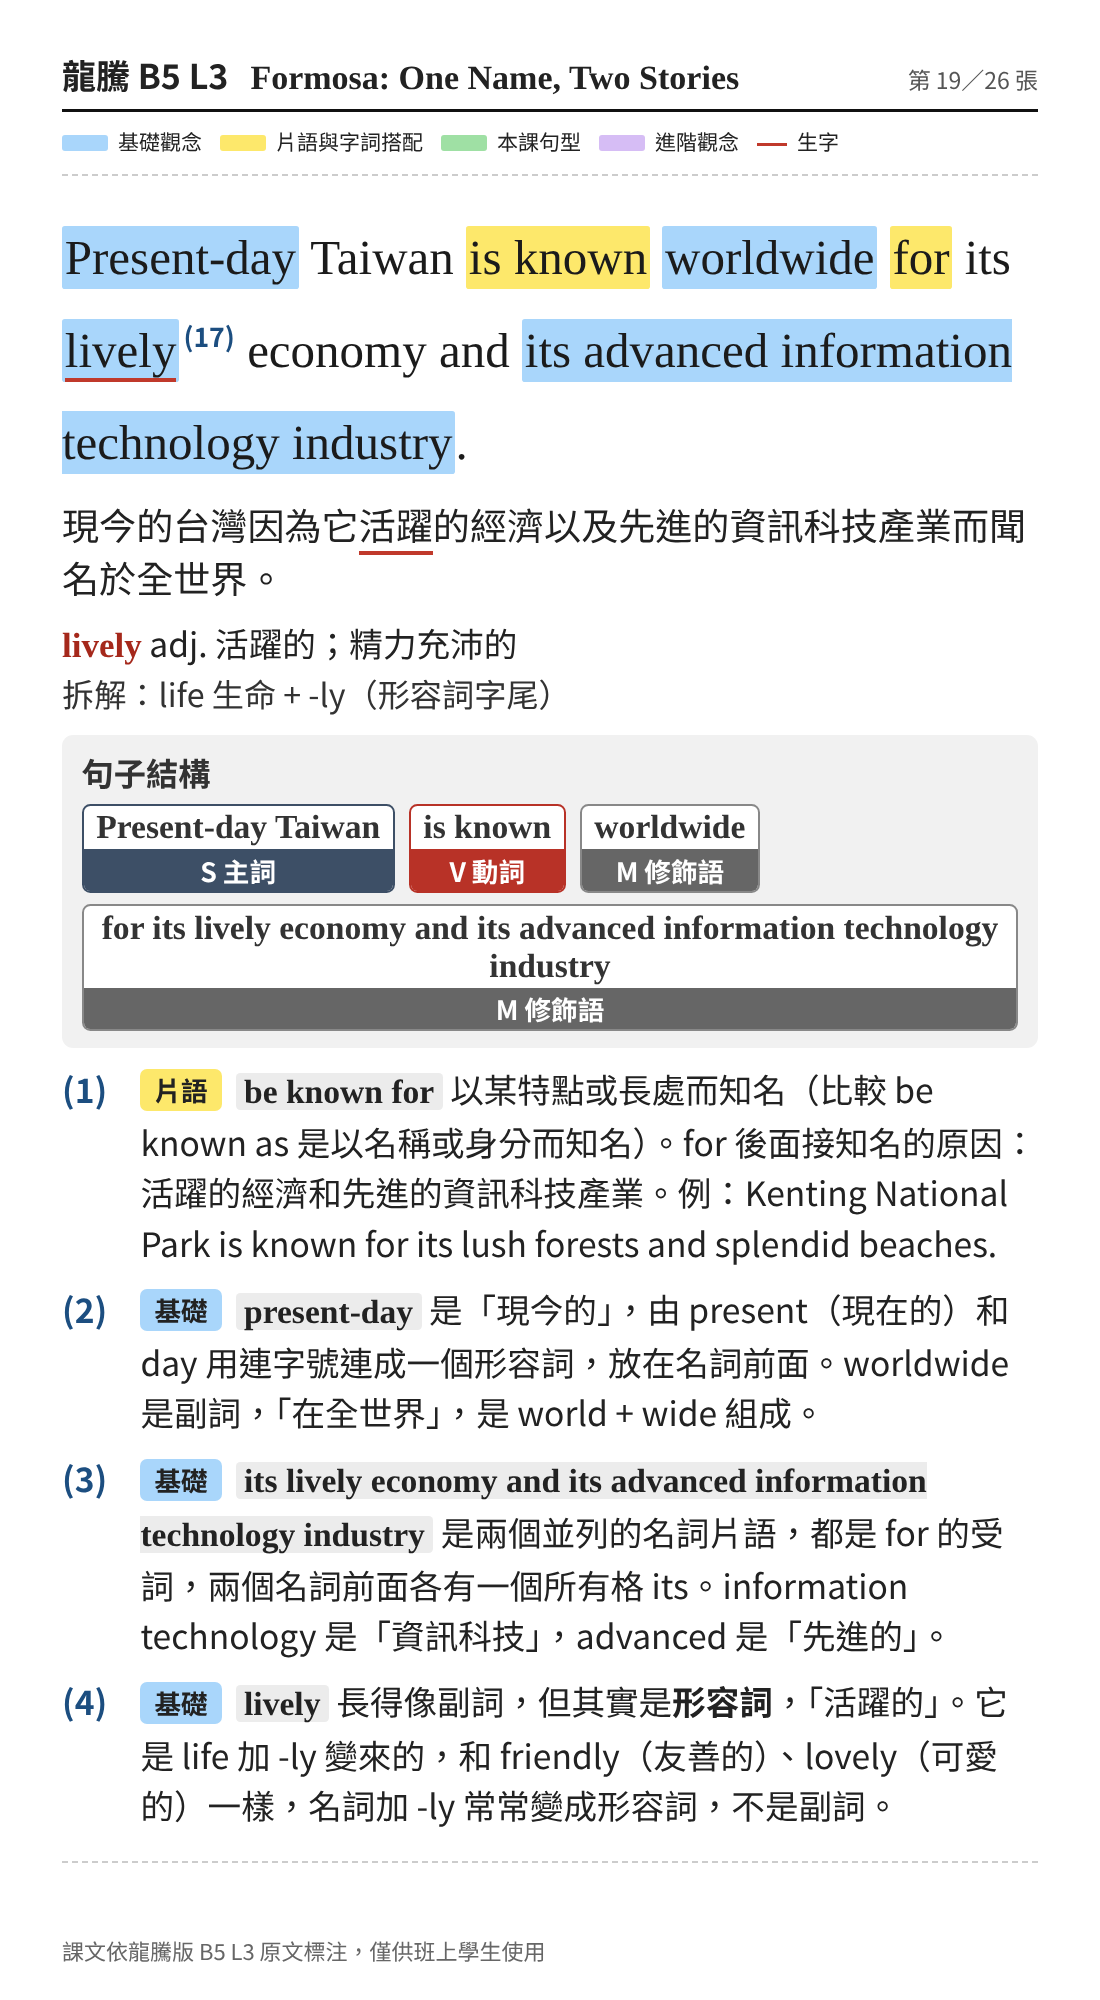 龍騰 B5 L3 Formosa: One Name, Two Stories 第 19／26 張
基礎觀念 片語與字詞搭配 本課句型 進階觀念 生字
Present-day Taiwan is known worldwide for its
lively (17) economy and its advanced information
technology industry.
現今的台灣因為它活躍的經濟以及先進的資訊科技產業而聞
名於全世界。
lively adj. 活躍的；精力充沛的
拆解：life 生命 + -ly（形容詞字尾）
句子結構
Present-day Taiwan is known worldwide
S 主詞 V 動詞 M 修飾語
for its lively economy and its advanced information technology
industry
M 修飾語
(1) 片語 be known for 以某特點或長處而知名（比較 be
known as 是以名稱或身分而知名）。for 後面接知名的原因：
活躍的經濟和先進的資訊科技產業。例：Kenting National
Park is known for its lush forests and splendid beaches.
(2) 基礎 present-day 是「現今的」，由 present（現在的）和
day 用連字號連成一個形容詞，放在名詞前面。worldwide
是副詞，「在全世界」，是 world + wide 組成。
(3) 基礎 its lively economy and its advanced information
technology industry 是兩個並列的名詞片語，都是 for 的受
詞，兩個名詞前面各有一個所有格 its。information
technology 是「資訊科技」，advanced 是「先進的」。
(4) 基礎 lively 長得像副詞，但其實是形容詞，「活躍的」。它
是 life 加 -ly 變來的，和 friendly（友善的）、lovely（可愛
的）一樣，名詞加 -ly 常常變成形容詞，不是副詞。
課文依龍騰版 B5 L3 原文標注，僅供班上學生使用